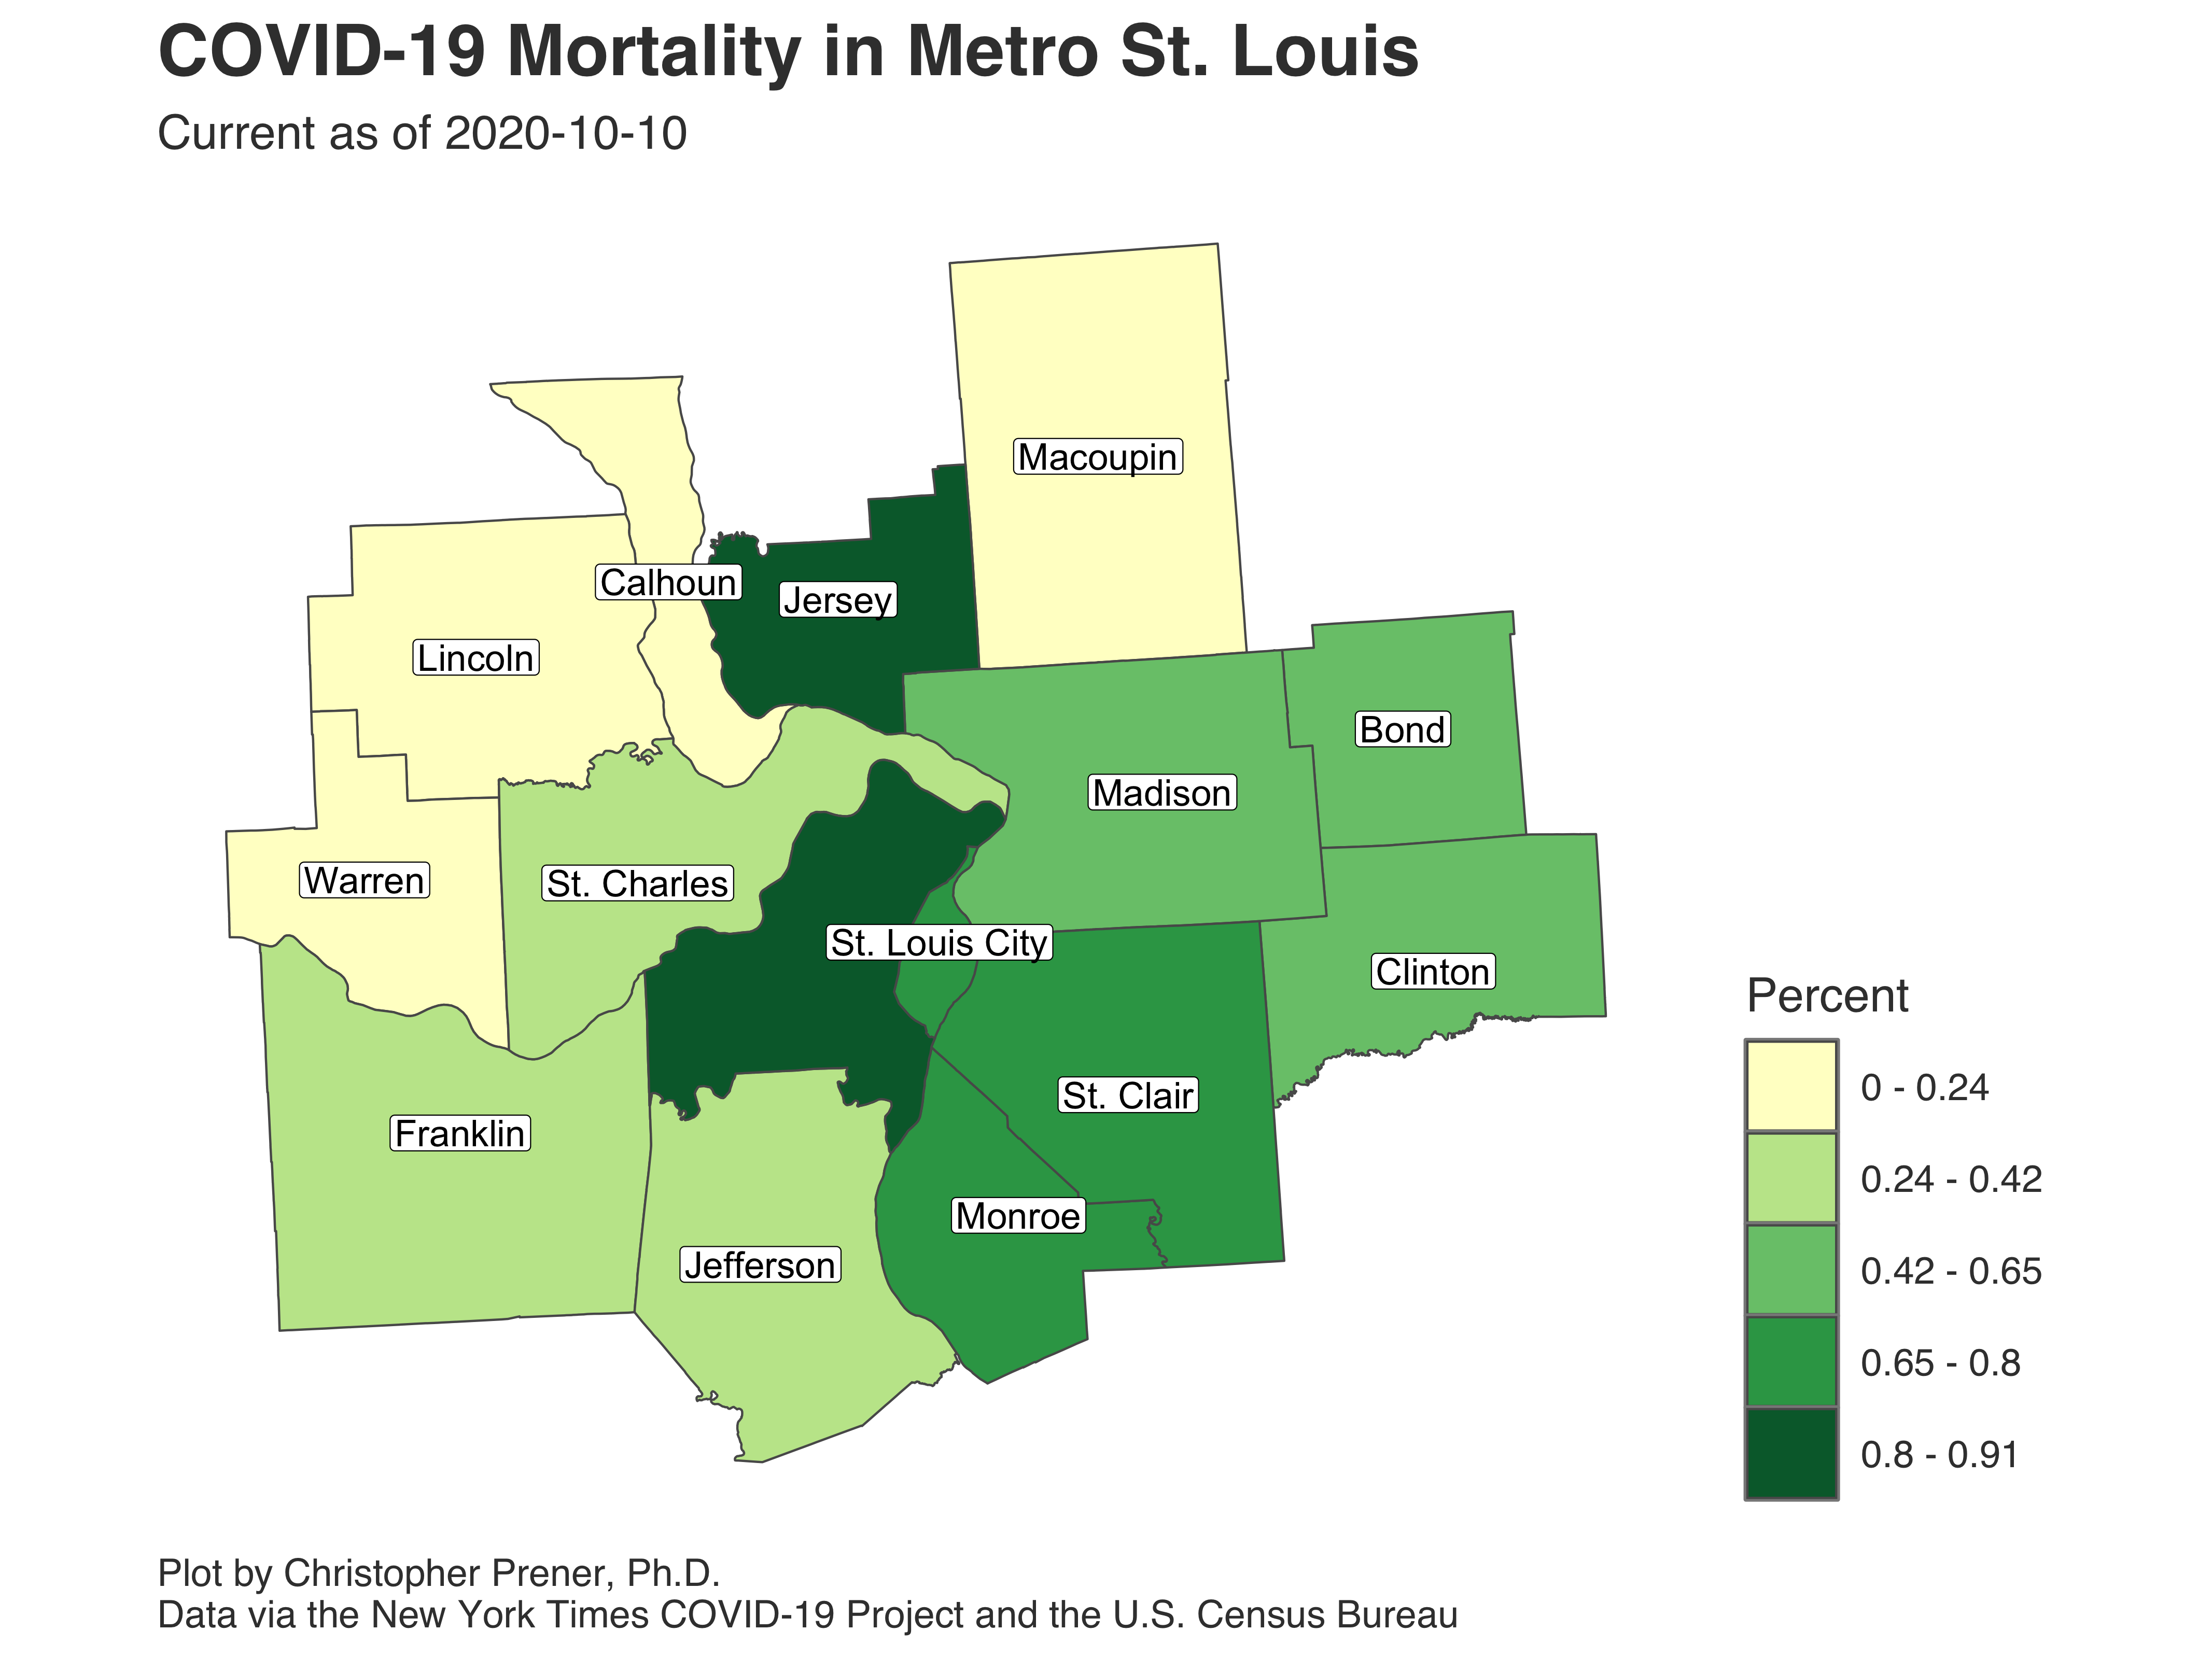 COVID-19 Mortality in Metro St. Louis
Current as of 2020-10-10
Macoupin
Calhoun
Jersey
Lincoln
Bond
Madison
Warren
St. Charles
St. Louis City
Clinton
St. Clair
Franklin
Monroe
Jefferson
Percent
0 - 0.24
0.24 - 0.42
0.42 - 0.65
0.65 - 0.8
0.8 - 0.91
Plot by Christopher Prener, Ph.D.
Data via the New York Times COVID-19 Project and the U.S. Census Bureau